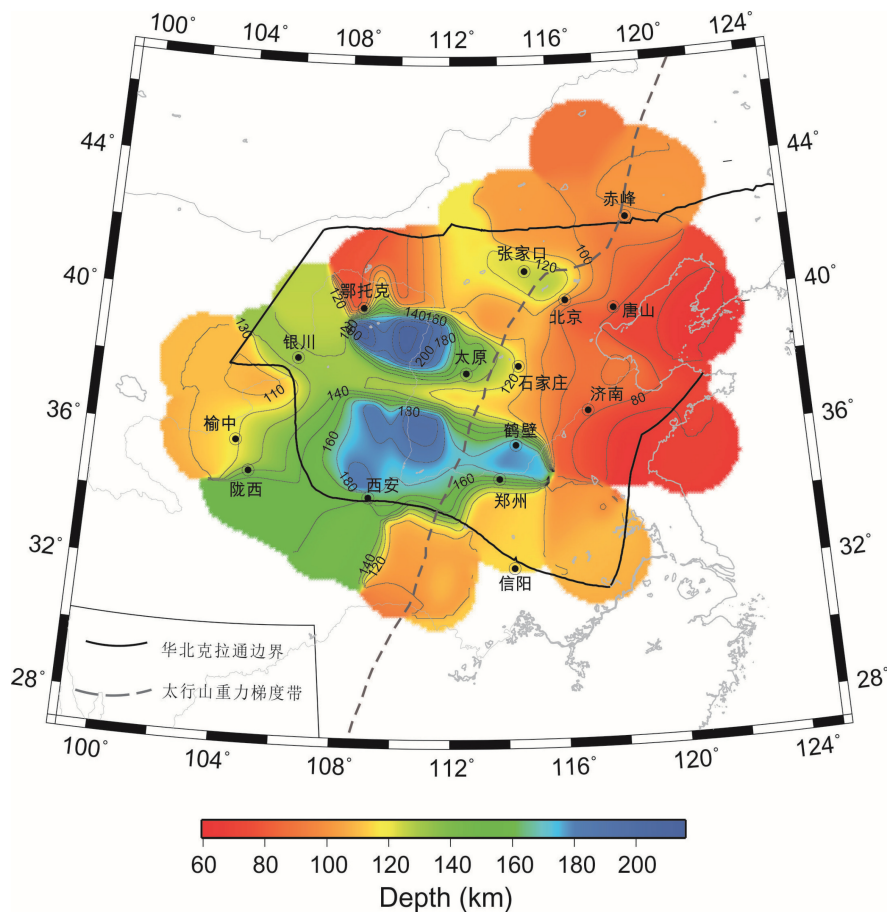 100° 104° 108° 112° 116° 120° 124°
44° 44°
赤峰
张家口 100
120
40° 40°
鄂托克 120
北京 唐山
140 160
130 银川 180
200 太原
120 石家庄
110 140 济南 80
36° 36°
180
榆中 160 鹤壁
陇西 180 西安 160
郑州
32° 32°
140
120
信阳
华北克拉通边界
28° 28°
太行山重力梯度带
100° 104° 108° 112° 116° 120° 124°
60 80 100 120 140 160 180 200
Depth (km)